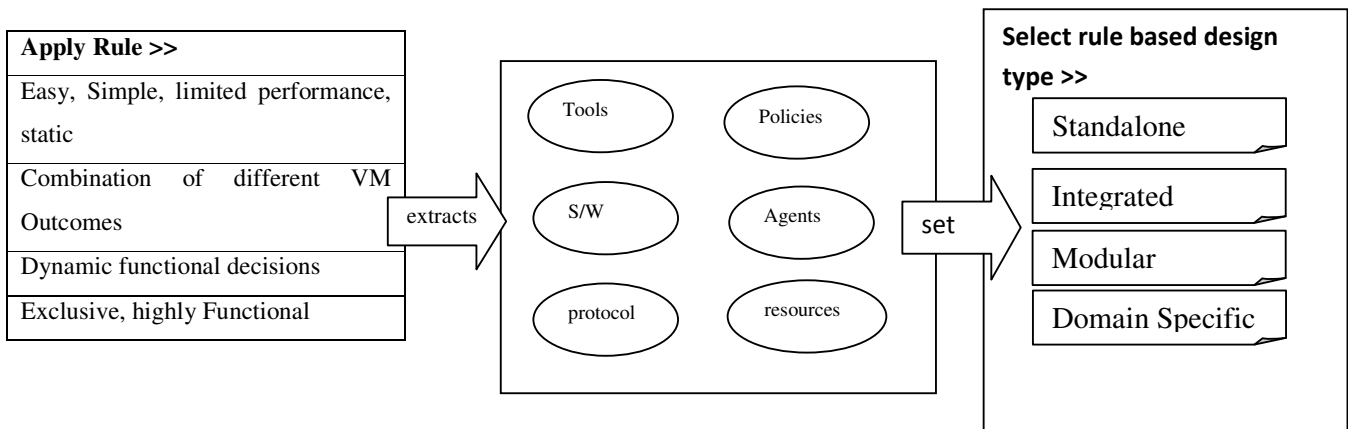 Apply Rule >>
Easy, Simple, limited performance,
static
Combination of different VM
Outcomes
Dynamic functional decisions
Exclusive, highly Functional
extracts
Tools
Policies
S/W
Agents
protocol
resources
set
Select rule based design
type >>
Standalone
Integrated
Modular
Domain Specific